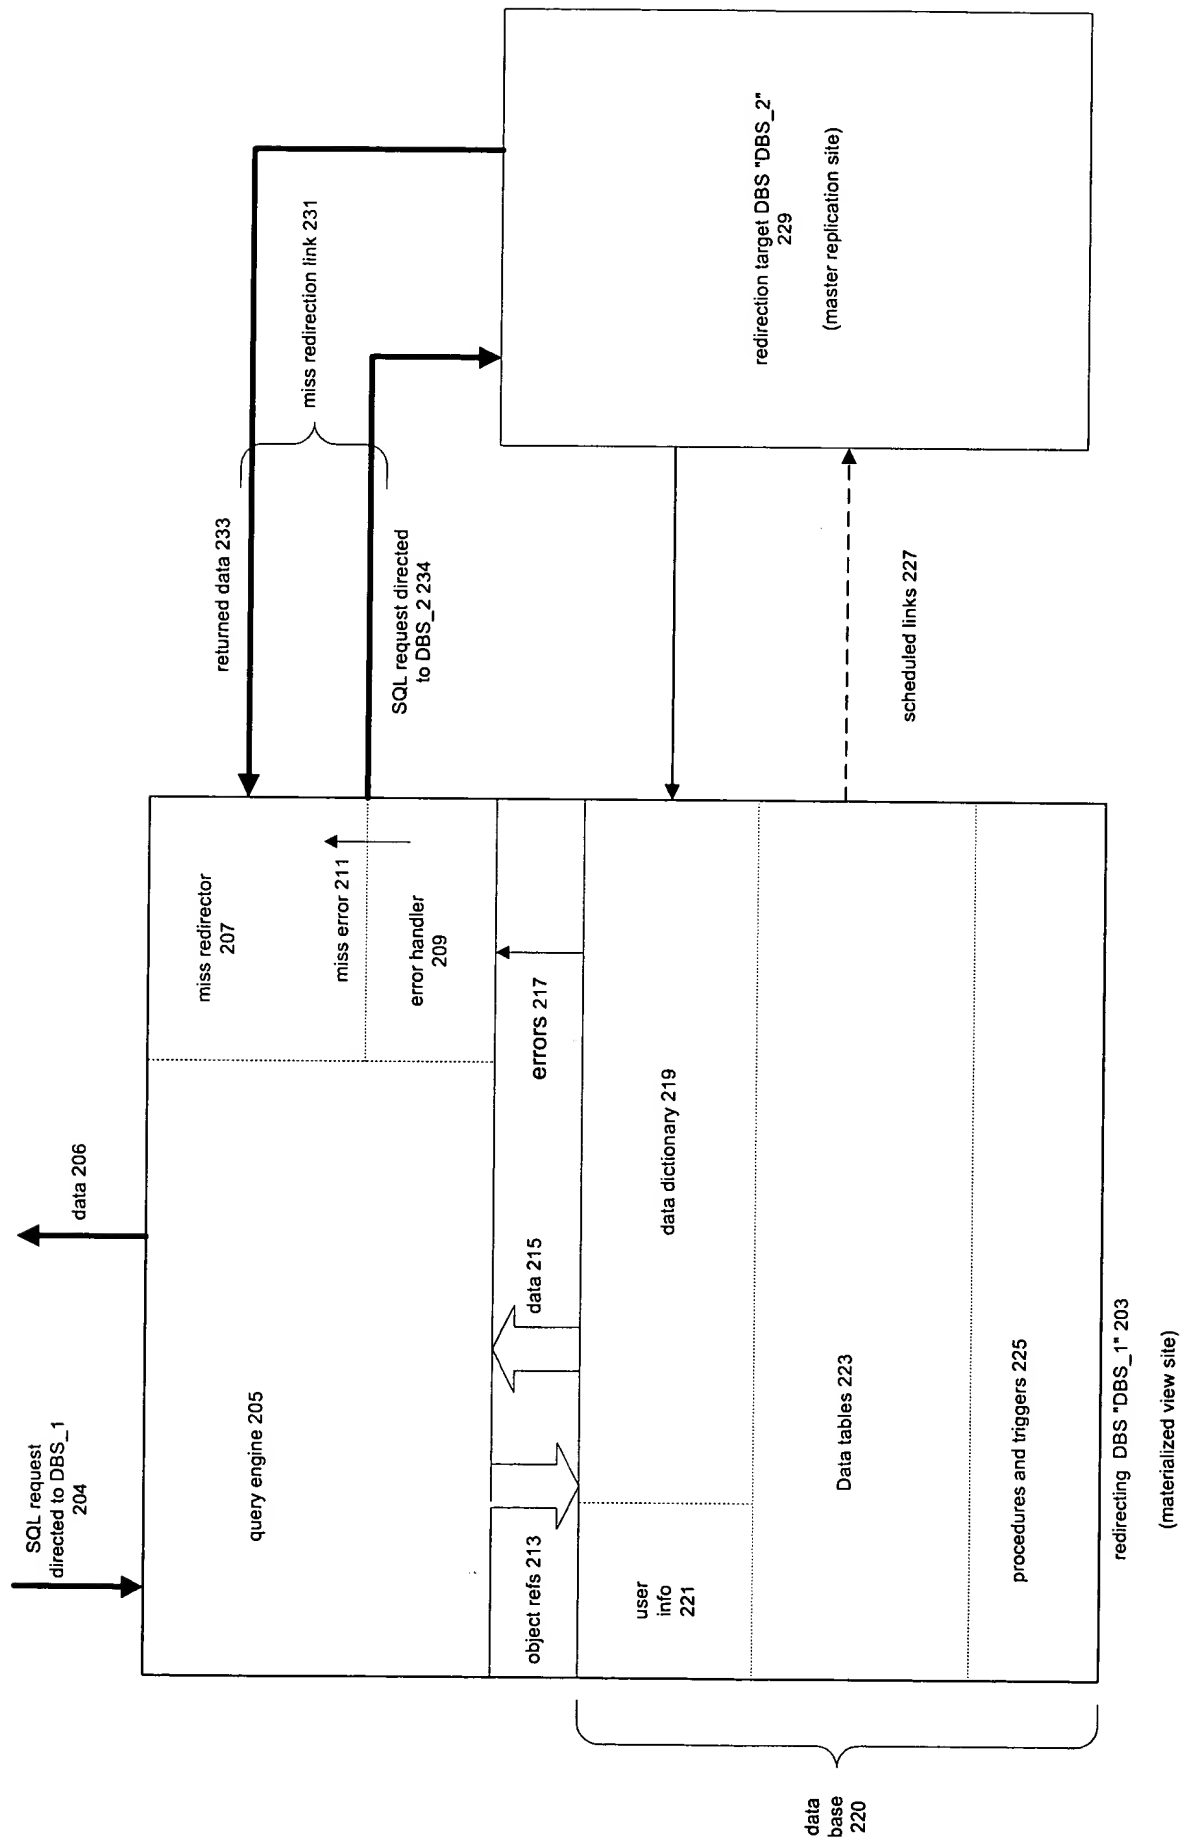 SQL request
directed to DBS_1
204
data 206
query engine 205
miss redirector
207
miss error 211
error handler
209
returned data 233
miss redirection link 231
SQL request directed
to DBS_2 234
object refs 213
data 215
errors 217
user
info
221
data dictionary 219
Data tables 223
procedures and triggers 225
scheduled links 227
redirection target DBS "DBS_2"
229
(master replication site)
data
base
220
redirecting DBS "DBS_1" 203
(materialized view site)